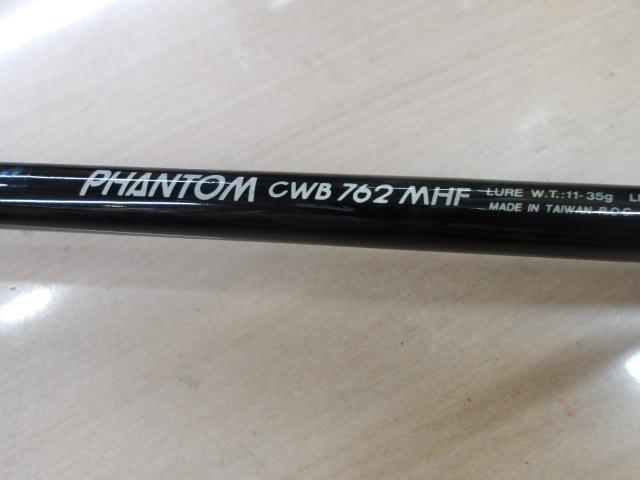 PHANTOM CWB 762 MHF
LURE W.T.:11-35g
MADE IN TAIWAN R.O.C